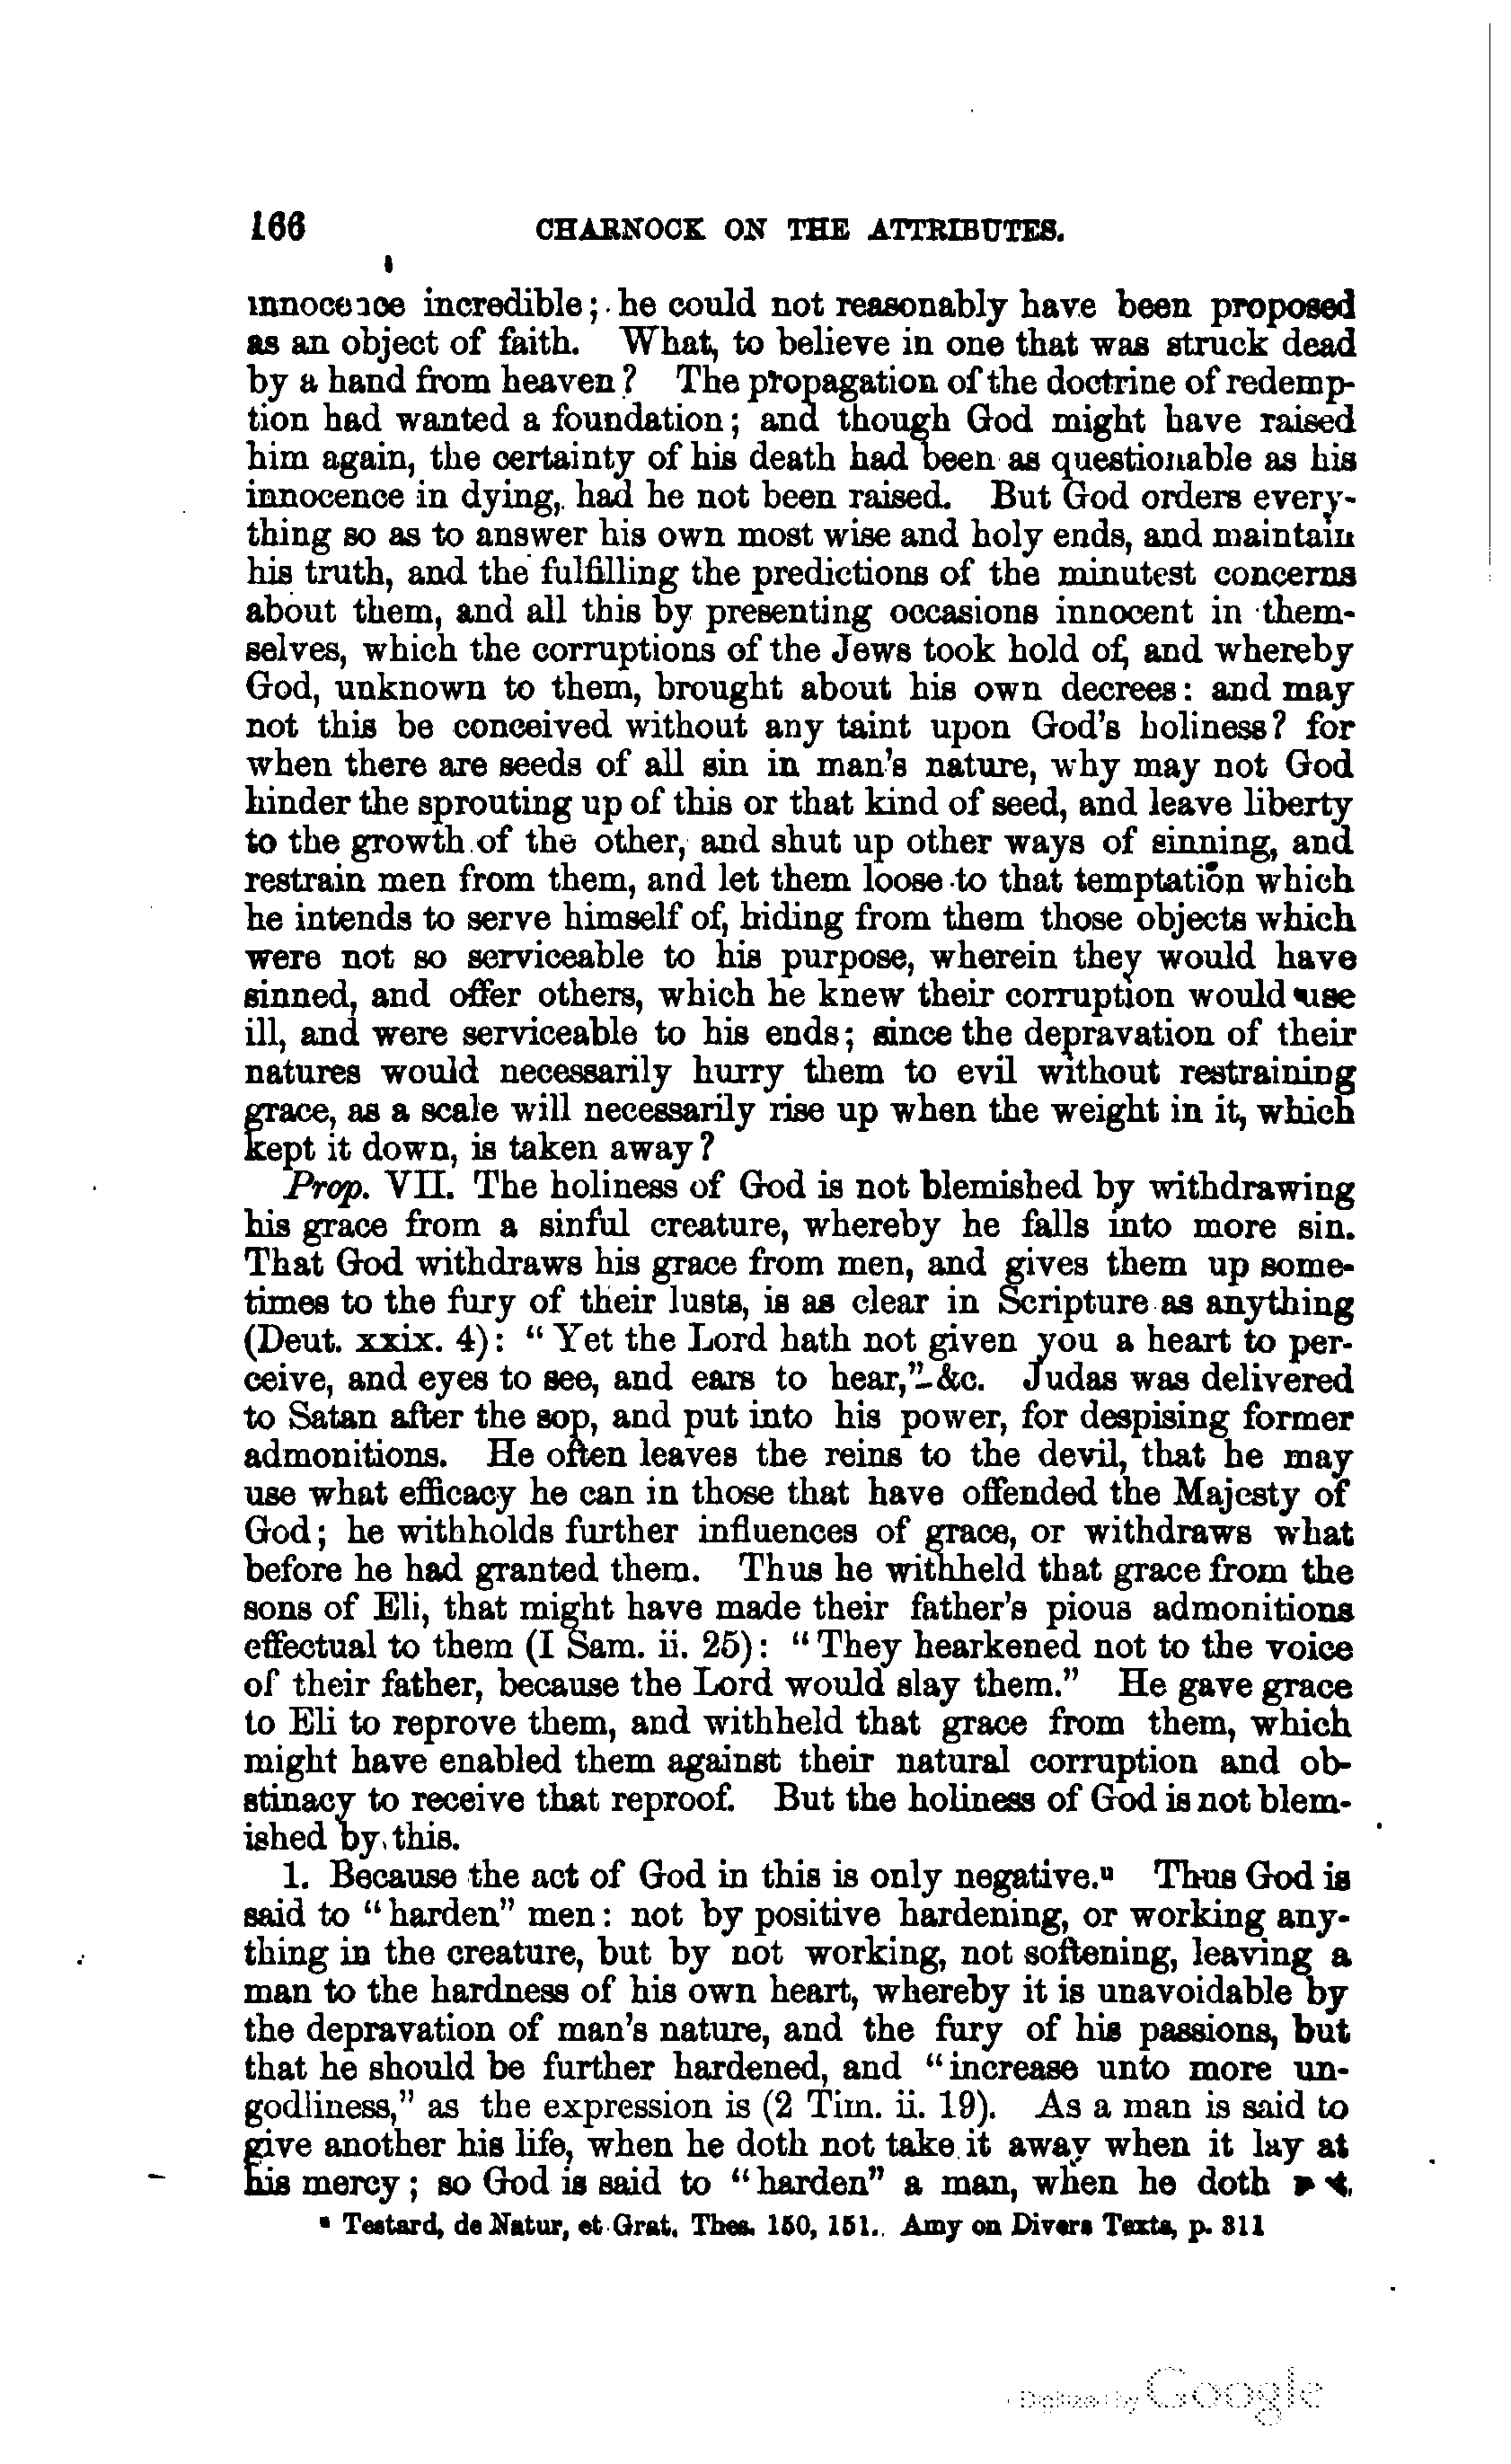 166 CHARNOCK ON THE ATTRIBUTES.
innocence incredible; he could not reasonably have been proposed
as an object of faith. What, to believe in one that was struck dead
by a hand from heaven? The propagation of the doctrine of redemp-
tion had wanted a foundation; and though God might have raised
him again, the certainty of his death had been as questionable as his
innocence in dying, had he not been raised. But God orders every-
thing so as to answer his own most wise and holy ends, and maintain
his truth, and the fulfilling the predictions of the minutest concerns
about them, and all this by presenting occasions innocent in them-
selves, which the corruptions of the Jews took hold of, and whereby
God, unknown to them, brought about his own decrees: and may
not this be conceived without any taint upon God's holiness? for
when there are seeds of all sin in man's nature, why may not God
hinder the sprouting up of this or that kind of seed, and leave liberty
to the growth of the other, and shut up other ways of sinning, and
restrain men from them, and let them loose to that temptation which
he intends to serve himself of, hiding from them those objects which
were not so serviceable to his purpose, wherein they would have
sinned, and offer others, which he knew their corruption would use
ill, and were serviceable to his ends; since the depravation of their
natures would necessarily hurry them to evil without restraining
grace, as a scale will necessarily rise up when the weight in it, which
kept it down, is taken away?
Prop. VII. The holiness of God is not blemished by withdrawing
his grace from a sinful creature, whereby he falls into more sin.
That God withdraws his grace from men, and gives them up some-
times to the fury of their lusts, is as clear in Scripture as anything
(Deut. xxix. 4): "Yet the Lord hath not given you a heart to per-
ceive, and eyes to see, and ears to hear," &c. Judas was delivered
to Satan after the sop, and put into his power, for despising former
admonitions. He often leaves the reins to the devil, that he may
use what efficacy he can in those that have offended the Majesty of
God; he withholds further influences of grace, or withdraws what
before he had granted them. Thus he withheld that grace from the
sons of Eli, that might have made their father's pious admonitions
effectual to them (I Sam. ii. 25): "They hearkened not to the voice
of their father, because the Lord would slay them." He gave grace
to Eli to reprove them, and withheld that grace from them, which
might have enabled them against their natural corruption and ob-
stinacy to receive that reproof. But the holiness of God is not blem-
ished by this.
1. Because the act of God in this is only negative.u Thus God is
said to "harden" men: not by positive hardening, or working any-
thing in the creature, but by not working, not softening, leaving a
man to the hardness of his own heart, whereby it is unavoidable by
the depravation of man's nature, and the fury of his passions, but
that he should be further hardened, and "increase unto more un-
godliness," as the expression is (2 Tim. ii. 19). As a man is said to
give another his life, when he doth not take it away when it lay at
his mercy; so God is said to "harden" a man, when he doth
u Testard, de Natur, et Grat. Thes. 150, 151. Amy on Divers Texts, p. 311
Digitized by Google